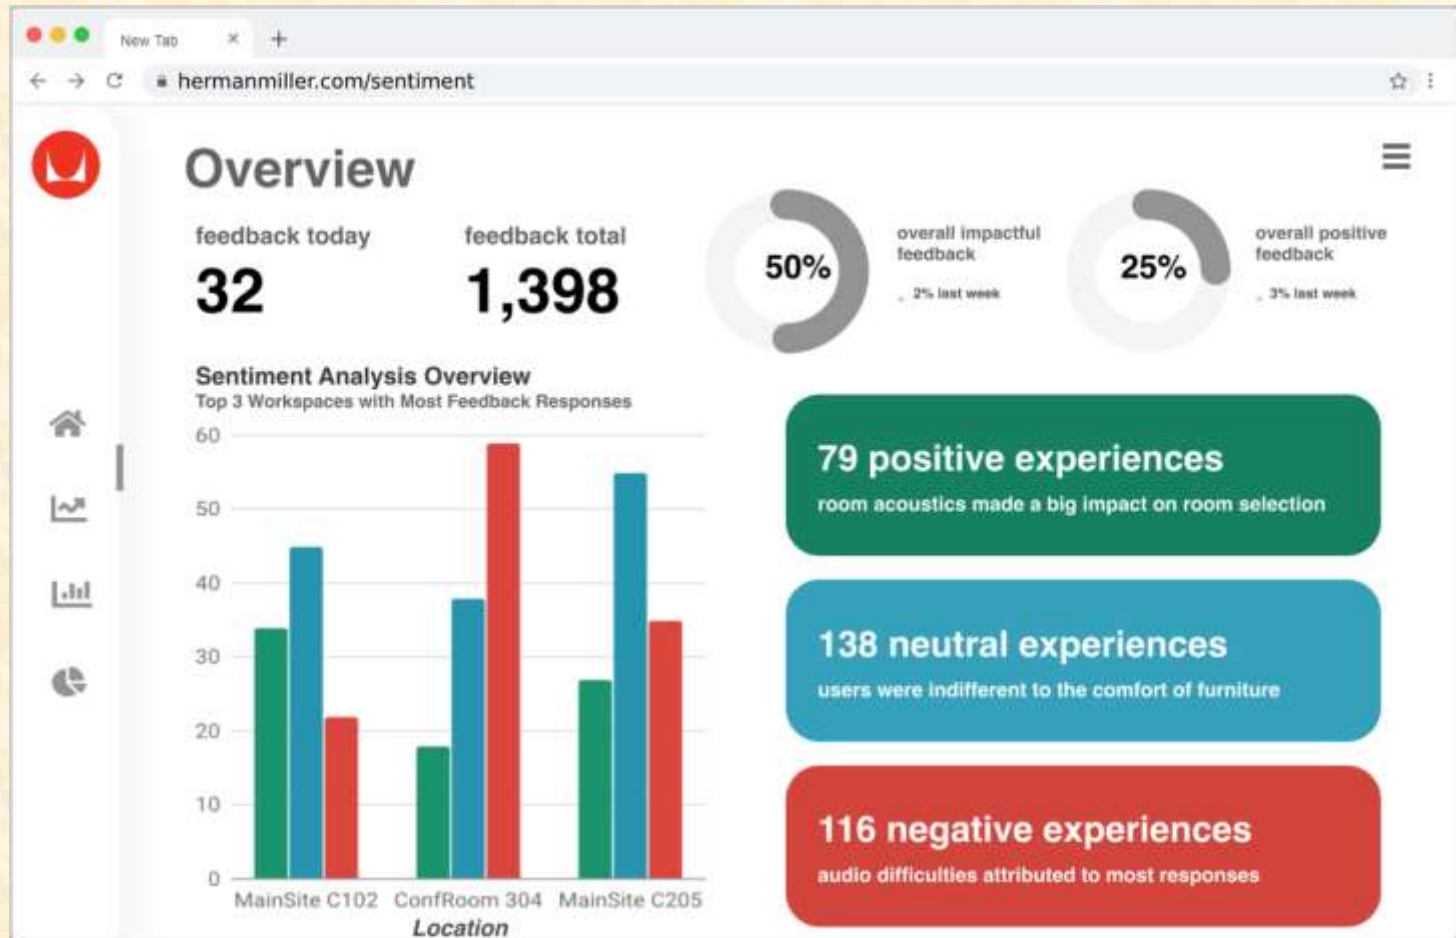 New Tab
hermanmiller.com/sentiment
Overview
feedback today
32
feedback total
1,398
50%
overall impactful
feedback
2% last week
25%
overall positive
feedback
3% last week
Sentiment Analysis Overview
Top 3 Workspaces with Most Feedback Responses
60
50
40
30
20
10
0
MainSite C102 ConfRoom 304 MainSite C205
Location
79 positive experiences
room acoustics made a big impact on room selection
138 neutral experiences
users were indifferent to the comfort of furniture
116 negative experiences
audio difficulties attributed to most responses